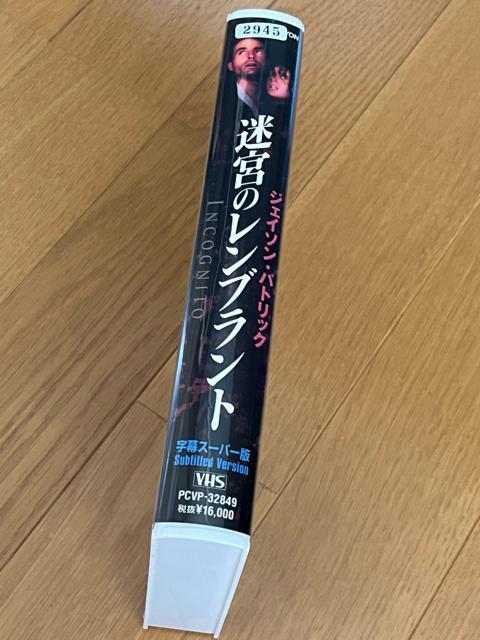 2945
YON
迷宮のレンブラント
ジェイソン・パトリック
INCOGNITO
字幕スーパー版
Subtitled Version
VHS
PCVP-32849
税抜¥16,000